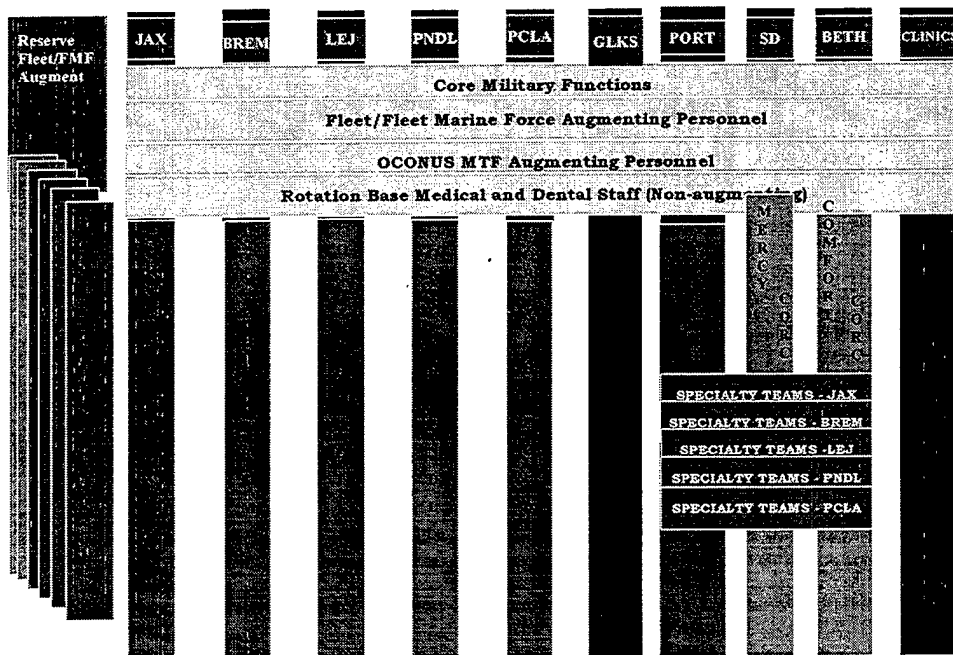 Reserve
Fleet/FMF
Augment
JAX
BREM
LEJ
PNDL
PCLA
GLKS
PORT
SD
BETH
CLINICS
Core Military Functions
Fleet/Fleet Marine Force Augmenting Personnel
OCONUS MTF Augmenting Personnel
Rotation Base Medical and Dental Staff (Non-augmenting)
MERCY
CORC
COMFORT
CORC
SPECIALTY TEAMS - JAX
SPECIALTY TEAMS - BREM
SPECIALTY TEAMS -LEJ
SPECIALTY TEAMS - PNDL
SPECIALTY TEAMS - PCLA